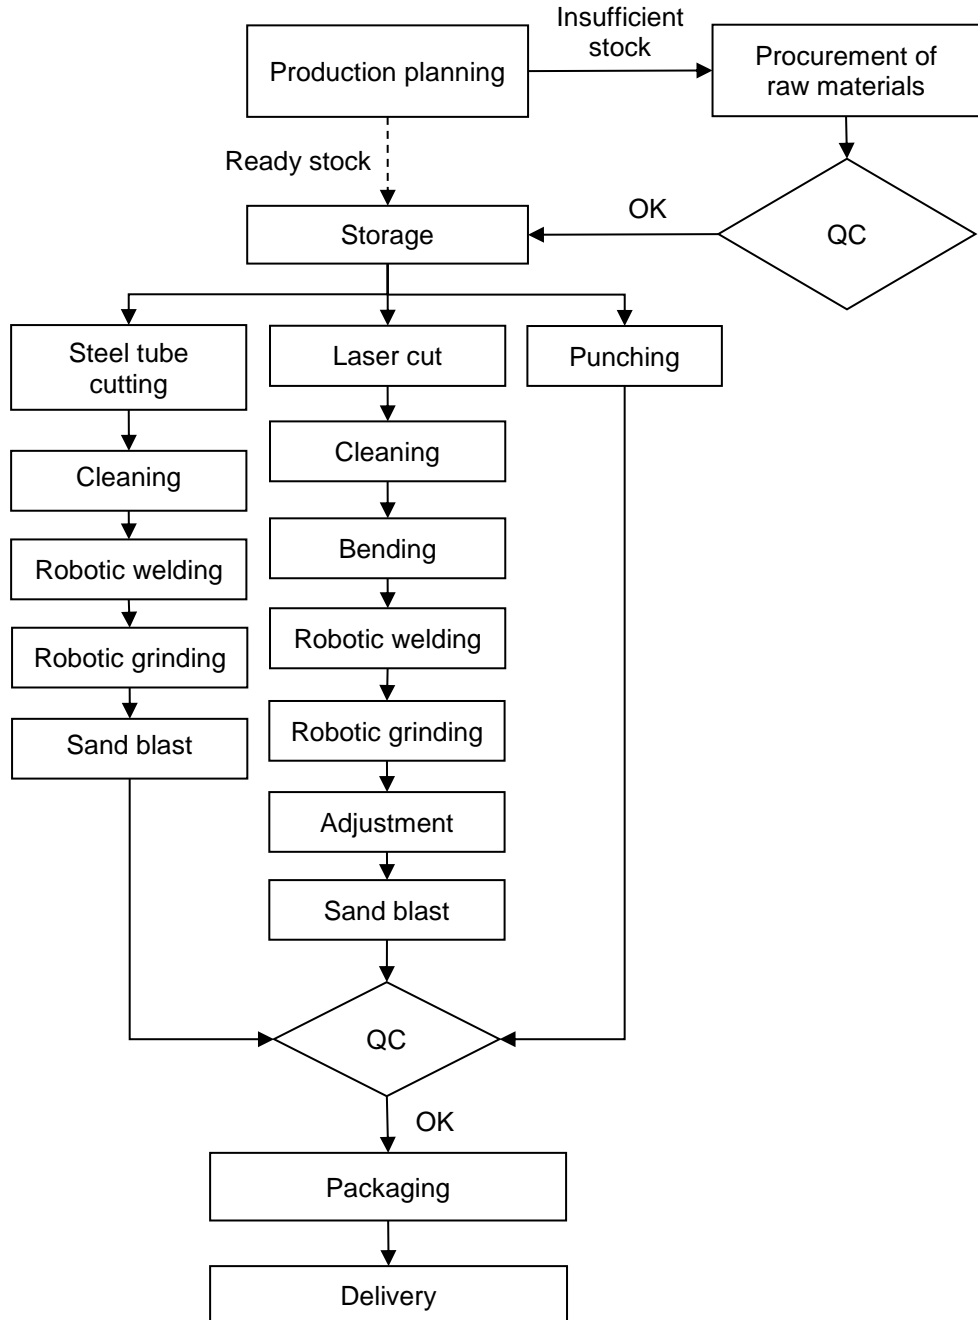 Insufficient
stock
Production planning
Procurement of
raw materials
Ready stock
OK
Storage
QC
Steel tube
cutting
Laser cut
Punching
Cleaning
Cleaning
Robotic welding
Bending
Robotic grinding
Robotic welding
Sand blast
Robotic grinding
Adjustment
Sand blast
QC
OK
Packaging
Delivery